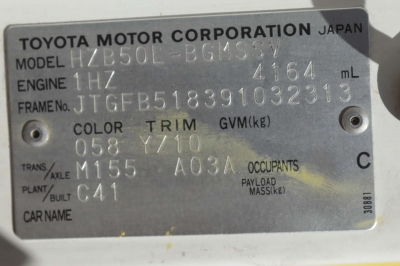 TOYOTA MOTOR CORPORATION JAPAN
MODEL HZB50L-BGMSSV
ENGINE 1HZ 4164 mL
FRAME No. JTGFB518391032313
COLOR TRIM GVM(kg)
058 Y/10
TRANS/AXLE M155 A03A OCCUPANTS C
PLANT/BUILT C41 PAYLOAD MASS(kg)
CAR NAME
30881